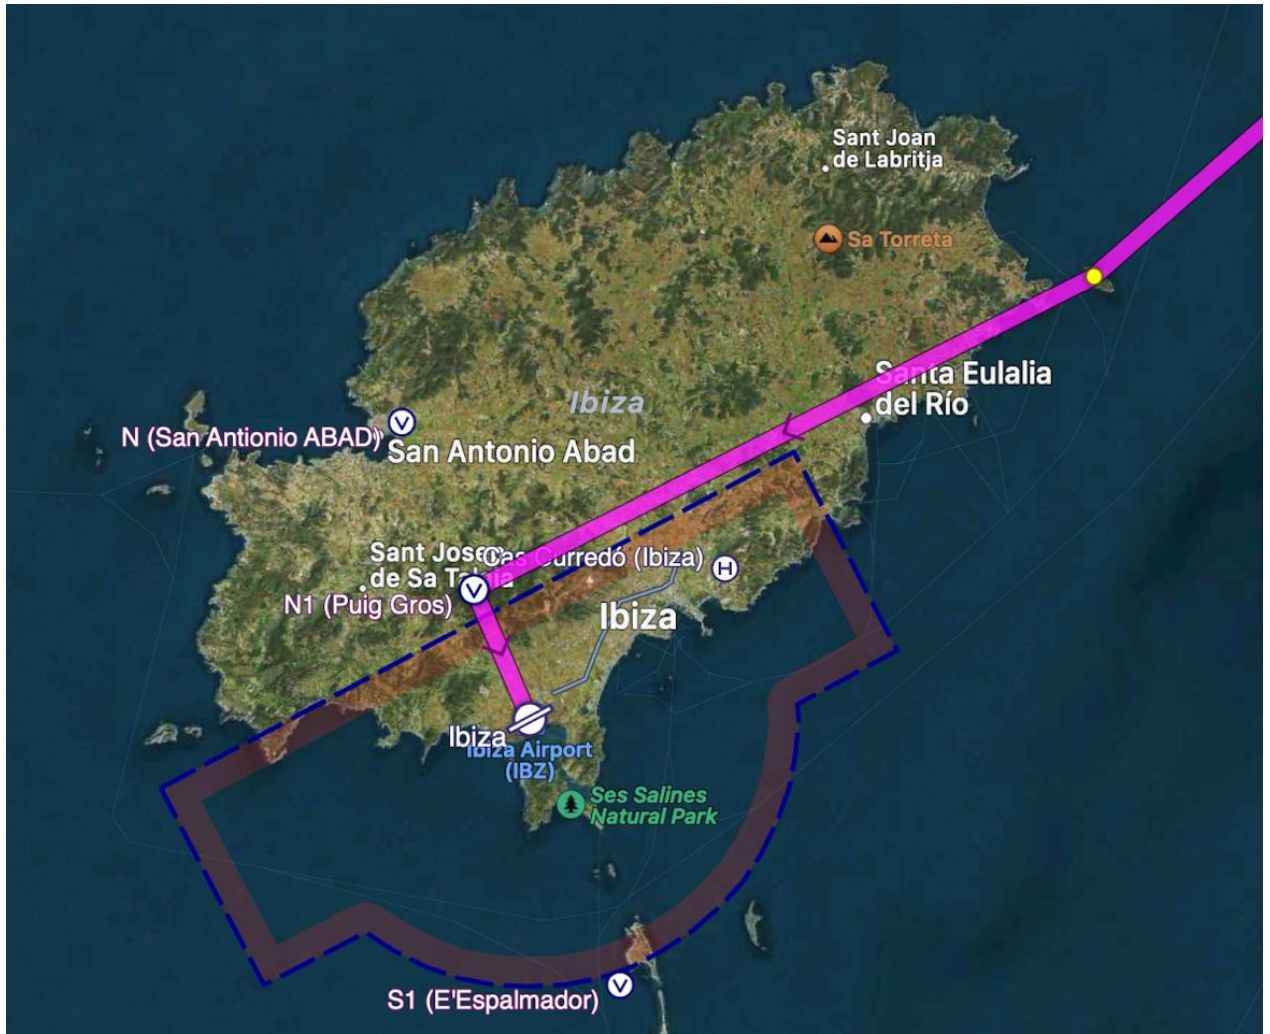 Sant Joan
de Labritja
Sa Torreta
Santa Eulalia
del Río
Ibiza
N (San Antionio ABAD)
V
San Antonio Abad
Sant Josep
de Sa Talaia
Cas Curredó (Ibiza)
H
N1 (Puig Gros)
V
Ibiza
Ibiza
Ibiza Airport
(IBZ)
Ses Salines
Natural Park
S1 (E'Espalmador)
V